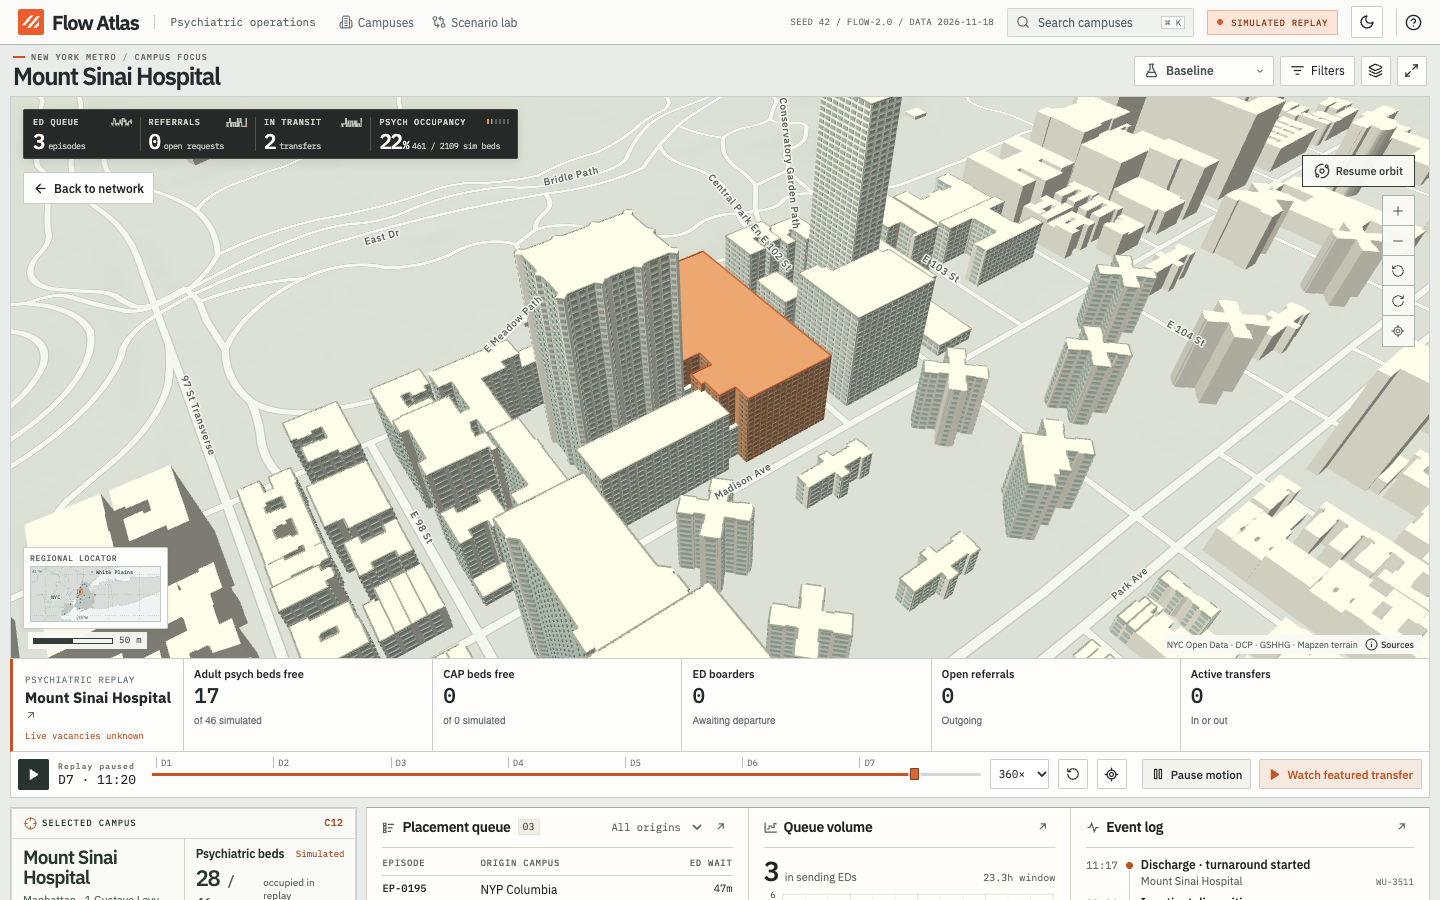 Flow Atlas
Psychiatric operations
Campuses
Scenario lab
SEED 42 / FLOW-2.0 / DATA 2026-11-18
Search campuses
⌘ K
SIMULATED REPLAY
NEW YORK METRO / CAMPUS FOCUS
Mount Sinai Hospital
Baseline
Filters
ED QUEUE
3 episodes
REFERRALS
0 open requests
IN TRANSIT
2 transfers
PSYCH OCCUPANCY
22% 461 / 2109 sim beds
Back to network
Resume orbit
Bridle Path
East Dr
Conservatory Garden Path
Central Park En
E 102 St
E 103 St
E 104 St
E Meadow Path
97 St Transverse
E 98 St
Madison Ave
Park Ave
REGIONAL LOCATOR
White Plains
NYC
50 m
NYC Open Data · DCP · GSHHG · Mapzen terrain
Sources
PSYCHIATRIC REPLAY
Mount Sinai Hospital
Live vacancies unknown
Adult psych beds free
17
of 46 simulated
CAP beds free
0
of 0 simulated
ED boarders
0
Awaiting departure
Open referrals
0
Outgoing
Active transfers
0
In or out
Replay paused
D7 · 11:20
D1
D2
D3
D4
D5
D6
D7
360×
Pause motion
Watch featured transfer
SELECTED CAMPUS
C12
Mount Sinai
Hospital
Psychiatric beds
Simulated
28 /
occupied in
replay
Placement queue 03
All origins
EPISODE
ORIGIN CAMPUS
ED WAIT
EP-0195
NYP Columbia
47m
Queue volume
3 in sending EDs
23.3h window
6
Event log
11:17
Discharge · turnaround started
Mount Sinai Hospital
WU-3511